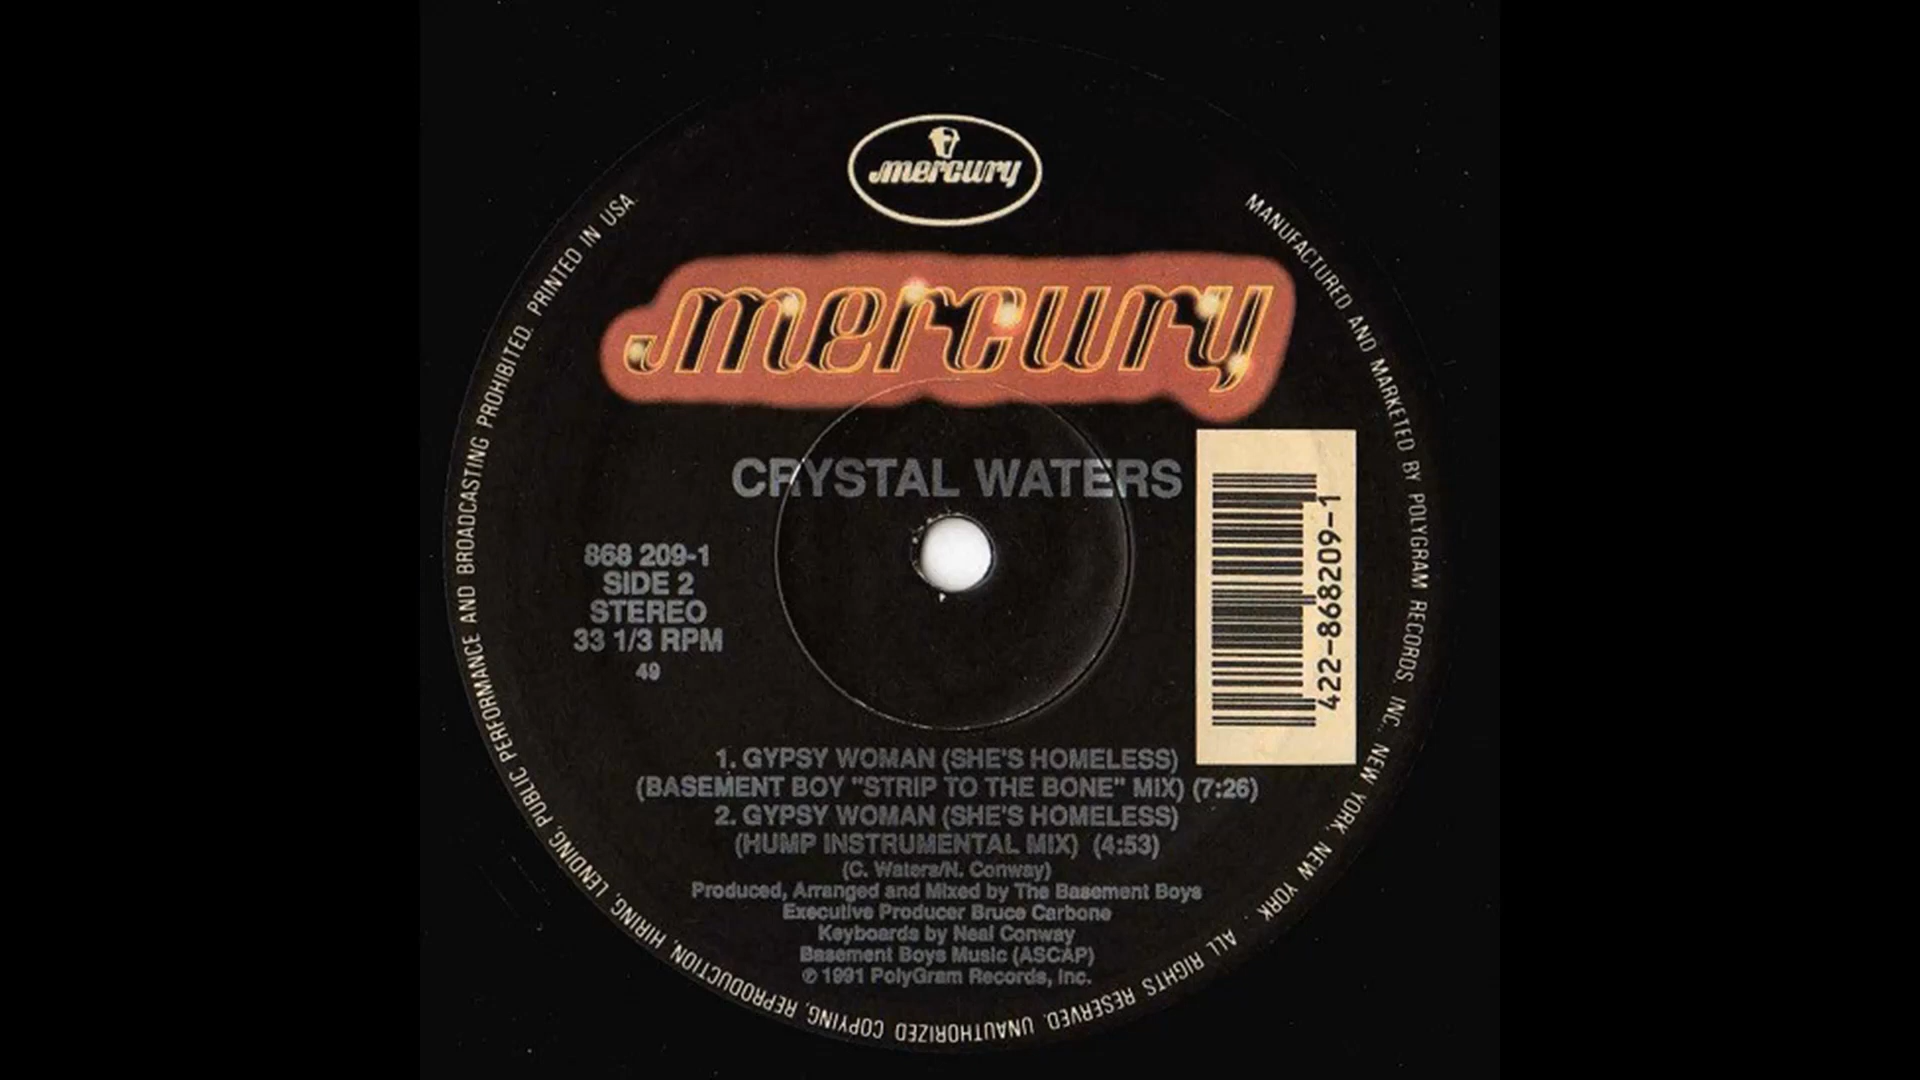 mercury
mercury
CRYSTAL WATERS
868 209-1
SIDE 2
STEREO
33 1/3 RPM
49
422-868209-1
1. GYPSY WOMAN (SHE'S HOMELESS)
(BASEMENT BOY "STRIP TO THE BONE" MIX) (7:26)
2. GYPSY WOMAN (SHE'S HOMELESS)
(HUMP INSTRUMENTAL MIX) (4:53)
(C. Waters/N. Conway)
Produced, Arranged and Mixed by The Basement Boys
Executive Producer Bruce Carbone
Keyboards by Neal Conway
Basement Boys Music (ASCAP)
℗ 1991 PolyGram Records, Inc.
MANUFACTURED AND MARKETED BY POLYGRAM RECORDS, INC., NEW YORK, NEW YORK. ALL RIGHTS RESERVED. UNAUTHORIZED COPYING, REPRODUCTION, HIRING, LENDING, PUBLIC PERFORMANCE AND BROADCASTING PROHIBITED. PRINTED IN USA.